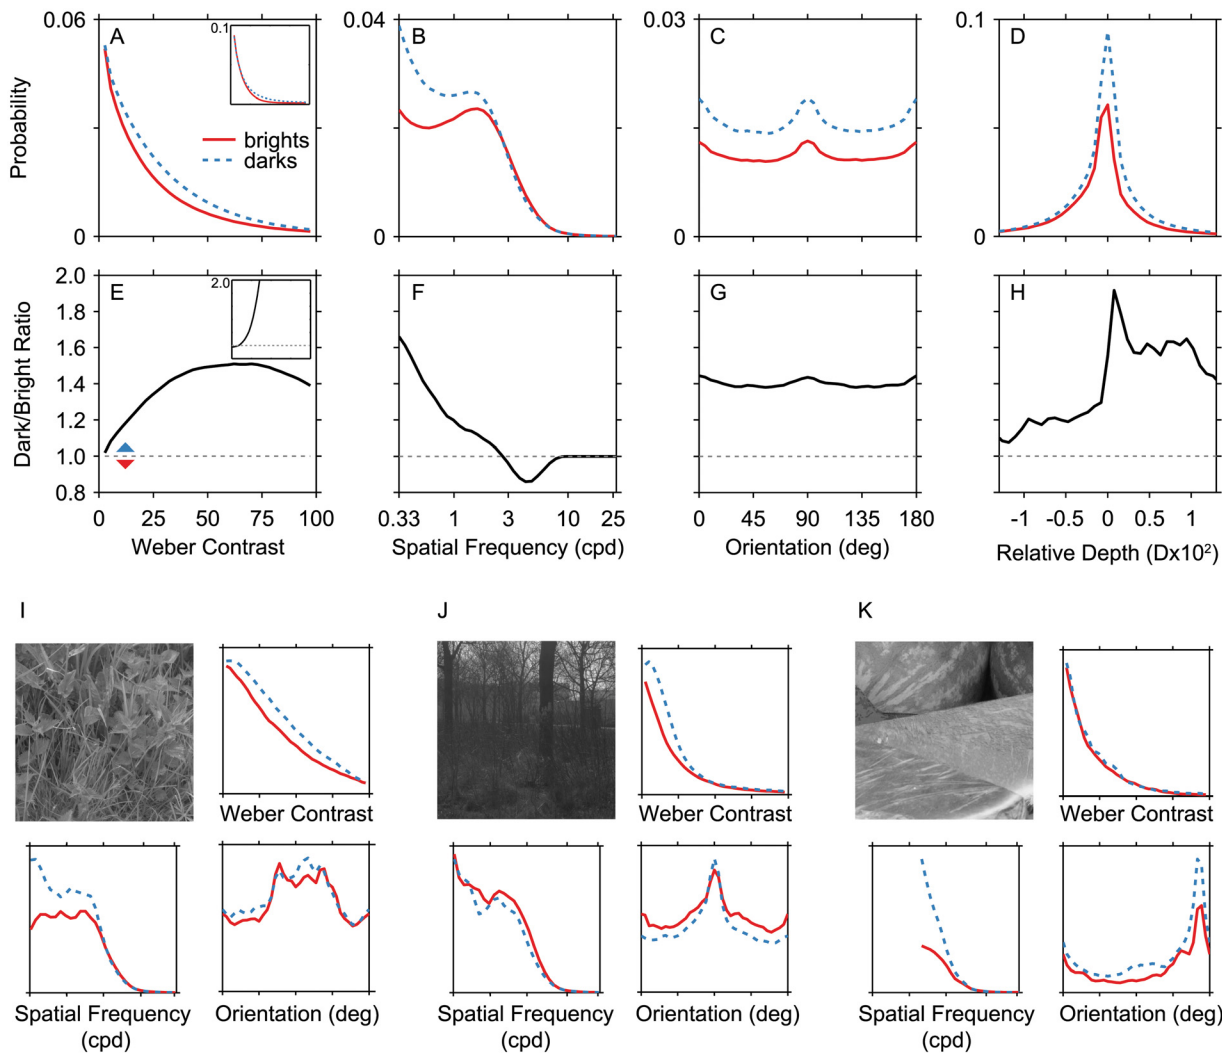 A
B
C
D
0.06
0
0.04
0
0.03
0
0.1
0
0.1
Probability
brights
darks
E
F
G
H
2.0
1.8
1.6
1.4
1.2
1.0
0.8
2.0
Dark/Bright Ratio
0 25 50 75 100
Weber Contrast
0.33 1 3 10 25
Spatial Frequency (cpd)
0 45 90 135 180
Orientation (deg)
-1 -0.5 0 0.5 1
Relative Depth (Dx10²)
I
J
K
Weber Contrast
Weber Contrast
Weber Contrast
Spatial Frequency
(cpd)
Orientation (deg)
Spatial Frequency
(cpd)
Orientation (deg)
Spatial Frequency
(cpd)
Orientation (deg)